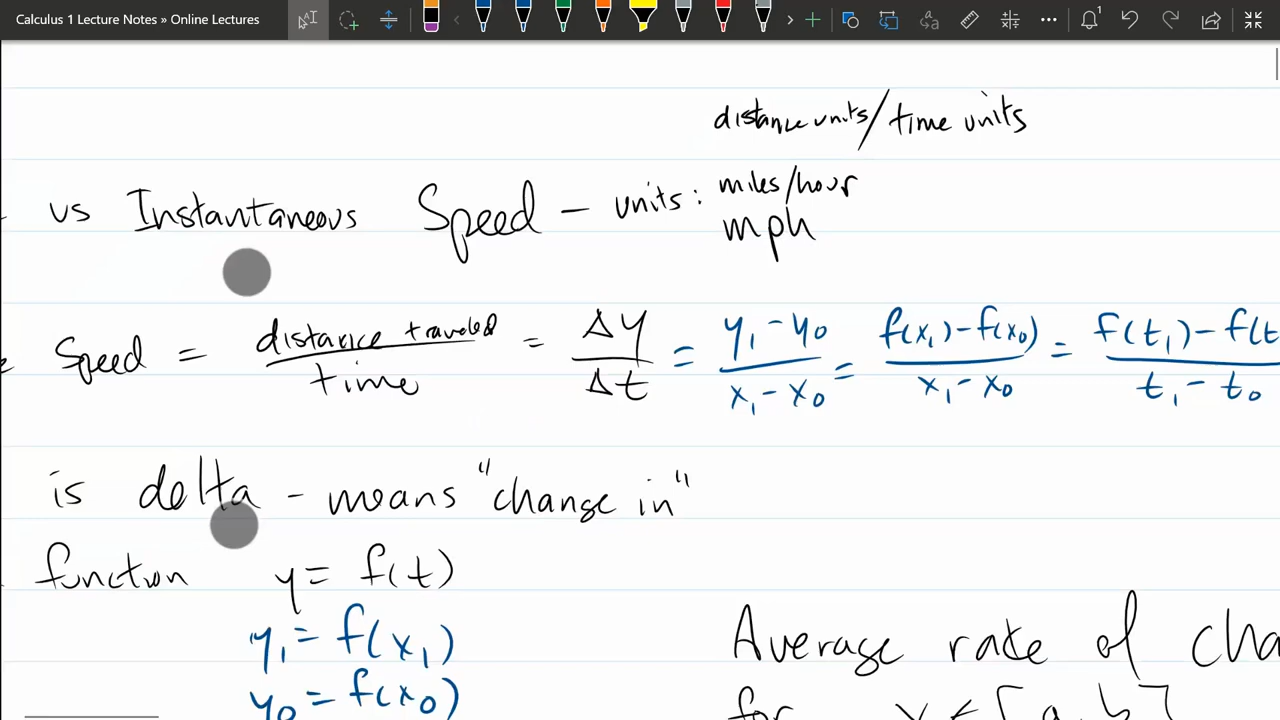 Calculus 1 Lecture Notes » Online Lectures
distance units/time units
vs Instantaneous Speed - units: miles/hour
mph
Speed = distance traveled / time = Δy/Δt = y₁-y₀ / x₁-x₀ = f(x₁)-f(x₀) / x₁-x₀ = f(t₁)-f(t / t₁-t₀
is delta - means "change in"
function y = f(t)
y₁ = f(x₁)
y₀ = f(x₀)
Average rate of cha
for x ∈ [a,b]